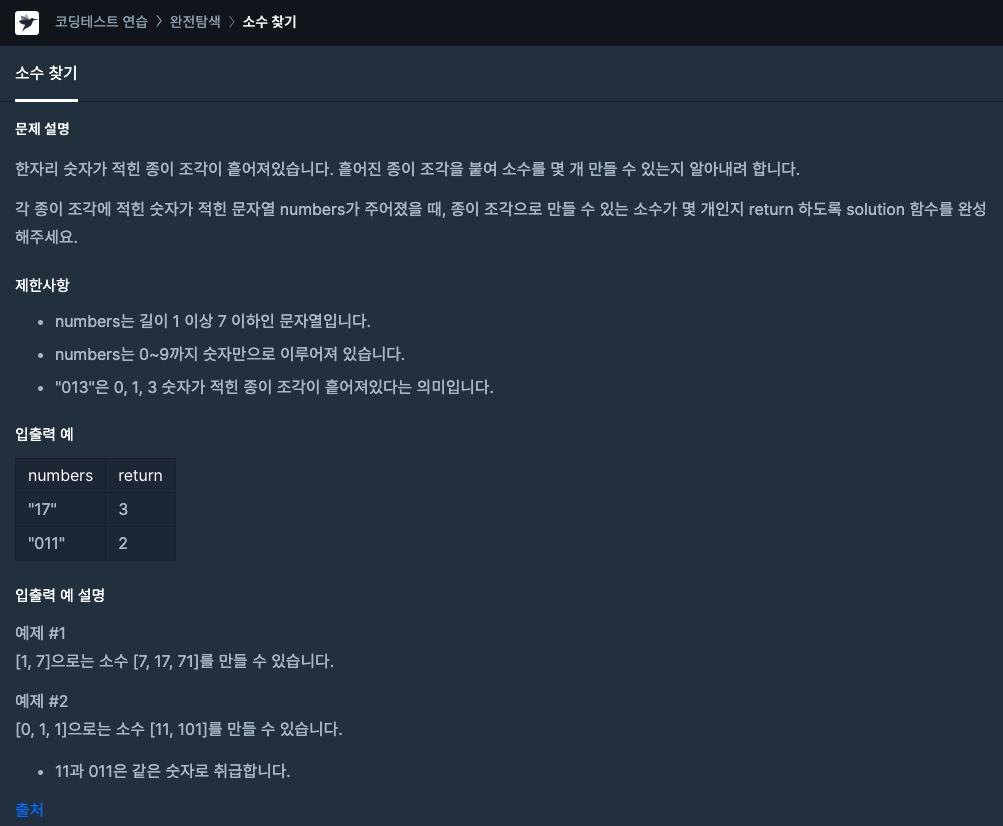 코딩테스트 연습 > 완전탐색 > 소수 찾기
소수 찾기
문제 설명
한자리 숫자가 적힌 종이 조각이 흩어져있습니다. 흩어진 종이 조각을 붙여 소수를 몇 개 만들 수 있는지 알아내려 합니다.
각 종이 조각에 적힌 숫자가 적힌 문자열 numbers가 주어졌을 때, 종이 조각으로 만들 수 있는 소수가 몇 개인지 return 하도록 solution 함수를 완성
해주세요.
제한사항
• numbers는 길이 1 이상 7 이하인 문자열입니다.
• numbers는 0~9까지 숫자만으로 이루어져 있습니다.
• "013"은 0, 1, 3 숫자가 적힌 종이 조각이 흩어져있다는 의미입니다.
입출력 예
numbers return
"17" 3
"011" 2
입출력 예 설명
예제 #1
[1, 7]으로는 소수 [7, 17, 71]를 만들 수 있습니다.
예제 #2
[0, 1, 1]으로는 소수 [11, 101]를 만들 수 있습니다.
• 11과 011은 같은 숫자로 취급합니다.
출처